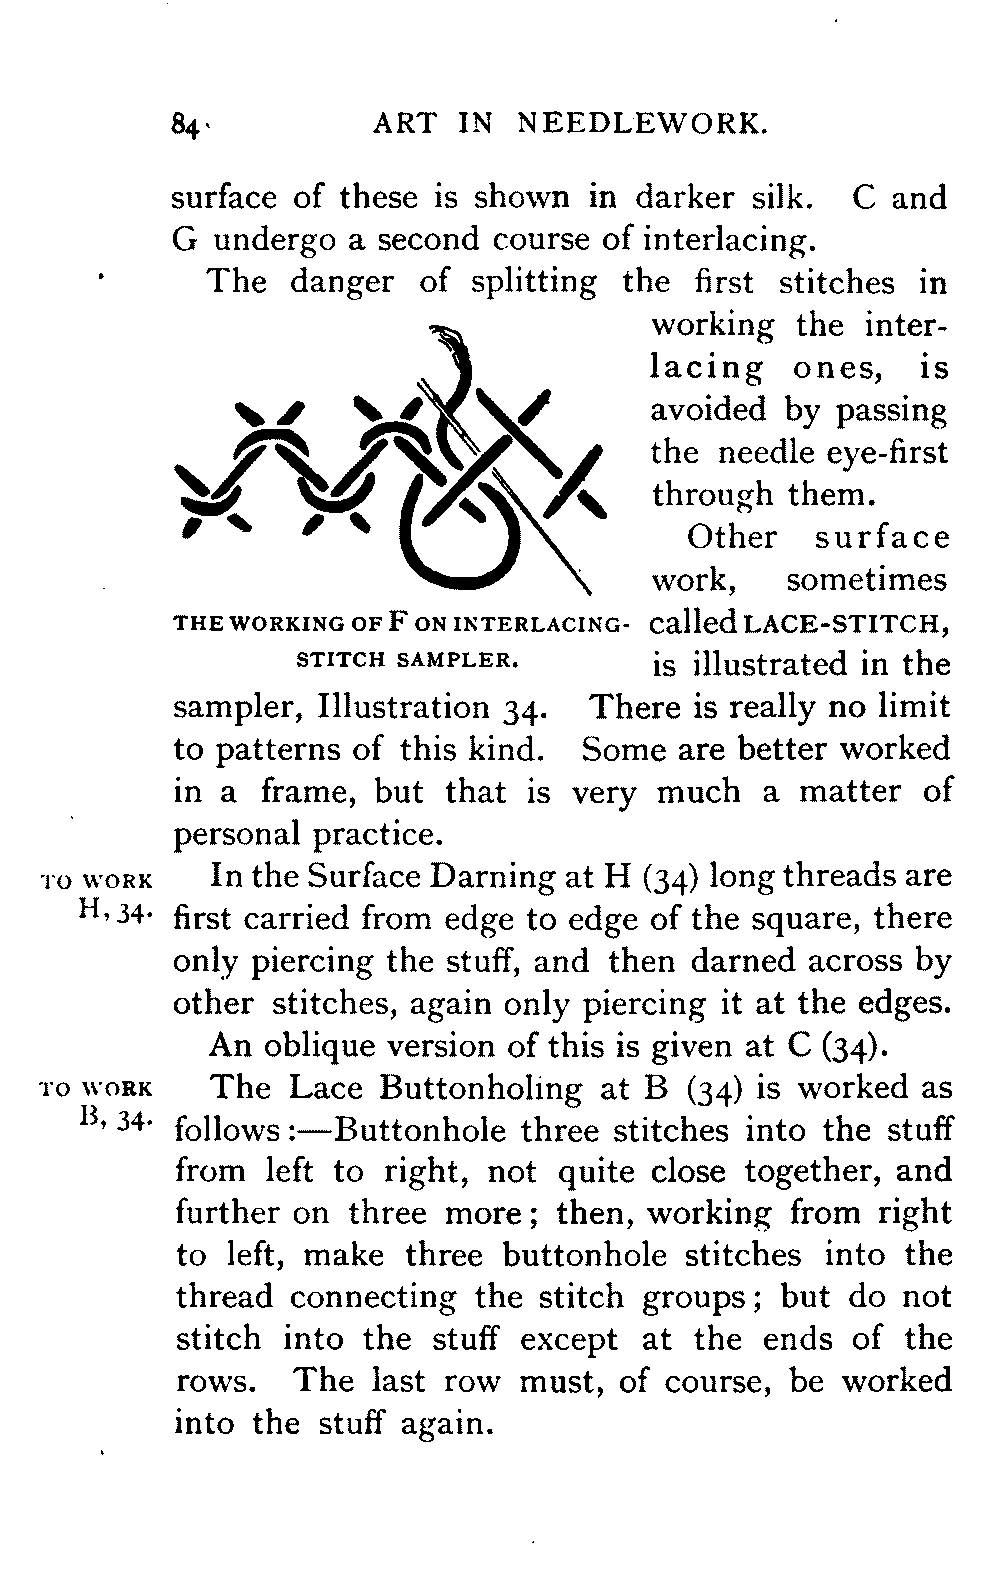 84.
ART IN NEEDLEWORK.
surface of these is shown in darker silk. C and
G undergo a second course of interlacing.
The danger of splitting the first stitches in
working the inter-
lacing ones, is
avoided by passing
the needle eye-first
through them.
Other surface
work, sometimes
called LACE-STITCH,
is illustrated in the
THE WORKING OF F ON INTERLACING-
STITCH SAMPLER.
sampler, Illustration 34. There is really no limit
to patterns of this kind. Some are better worked
in a frame, but that is very much a matter of
personal practice.
TO WORK
H, 34.
In the Surface Darning at H (34) long threads are
first carried from edge to edge of the square, there
only piercing the stuff, and then darned across by
other stitches, again only piercing it at the edges.
An oblique version of this is given at C (34).
TO WORK
B, 34.
The Lace Buttonholing at B (34) is worked as
follows:—Buttonhole three stitches into the stuff
from left to right, not quite close together, and
further on three more; then, working from right
to left, make three buttonhole stitches into the
thread connecting the stitch groups; but do not
stitch into the stuff except at the ends of the
rows. The last row must, of course, be worked
into the stuff again.